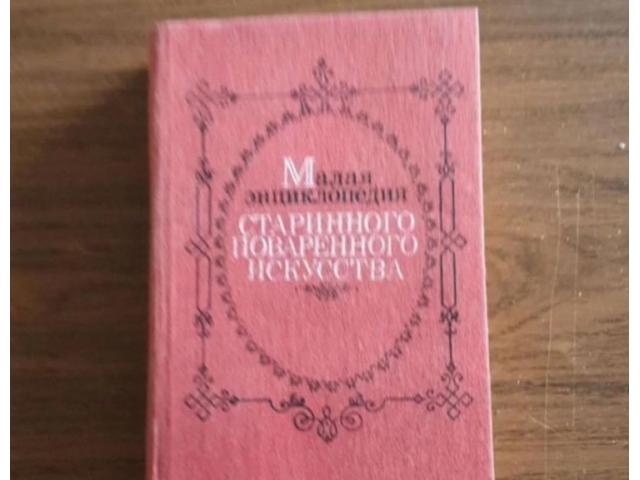 Малая
энциклопедия
СТАРИННОГО
ПОВАРЕННОГО
ИСКУССТВА